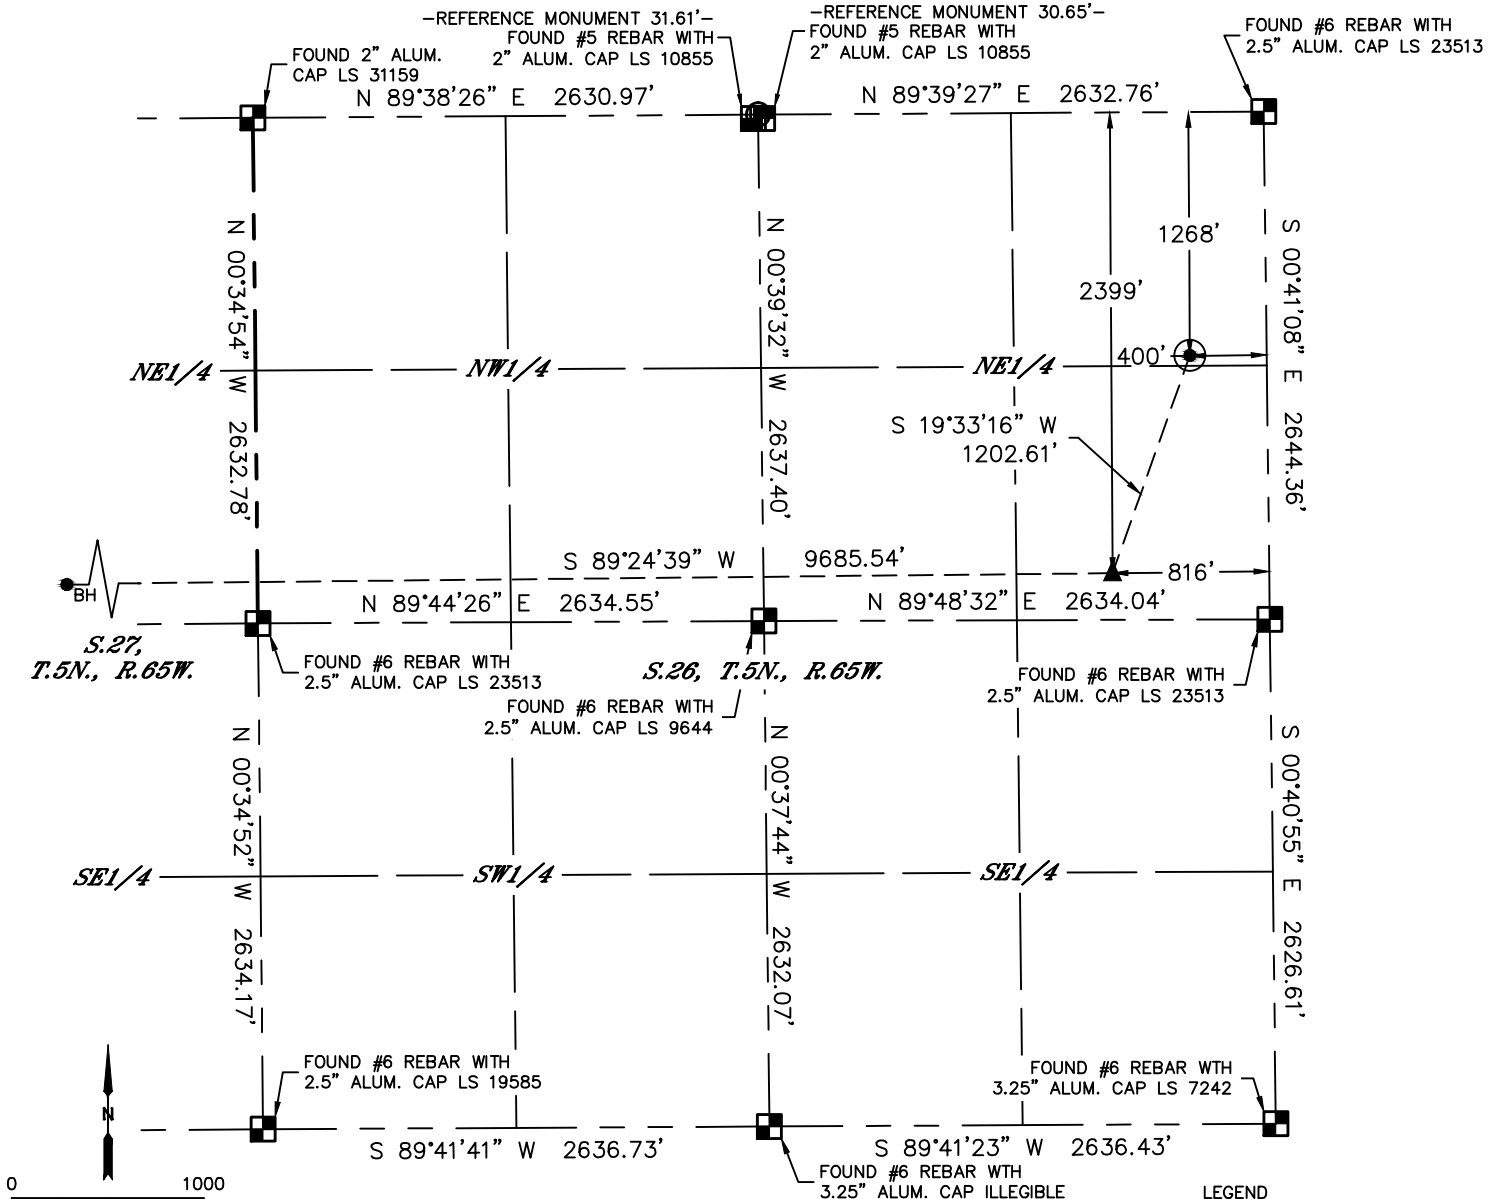 -REFERENCE MONUMENT 31.61'-
FOUND #5 REBAR WITH
2" ALUM. CAP LS 10855
-REFERENCE MONUMENT 30.65'-
FOUND #5 REBAR WITH
2" ALUM. CAP LS 10855
FOUND #6 REBAR WITH
2.5" ALUM. CAP LS 23513
FOUND 2" ALUM.
CAP LS 31159
N 89°38'26" E 2630.97'
N 89°39'27" E 2632.76'
N 00°34'54" W 2632.78'
N 00°39'32" W 2637.40'
S 00°41'08" E 2644.36'
1268'
2399'
400'
NE1/4
NW1/4
NE1/4
S 19°33'16" W
1202.61'
S 89°24'39" W 9685.54'
816'
BH
N 89°44'26" E 2634.55'
N 89°48'32" E 2634.04'
S.27,
T.5N., R.65W.
FOUND #6 REBAR WITH
2.5" ALUM. CAP LS 23513
S.26, T.5N., R.65W.
FOUND #6 REBAR WITH
2.5" ALUM. CAP LS 9644
FOUND #6 REBAR WITH
2.5" ALUM. CAP LS 23513
N 00°34'52" W 2634.17'
N 00°37'44" W 2632.07'
S 00°40'55" E 2626.61'
SE1/4
SW1/4
SE1/4
FOUND #6 REBAR WITH
2.5" ALUM. CAP LS 19585
FOUND #6 REBAR WTH
3.25" ALUM. CAP LS 7242
N
S 89°41'41" W 2636.73'
S 89°41'23" W 2636.43'
FOUND #6 REBAR WTH
3.25" ALUM. CAP ILLEGIBLE
0 1000
LEGEND